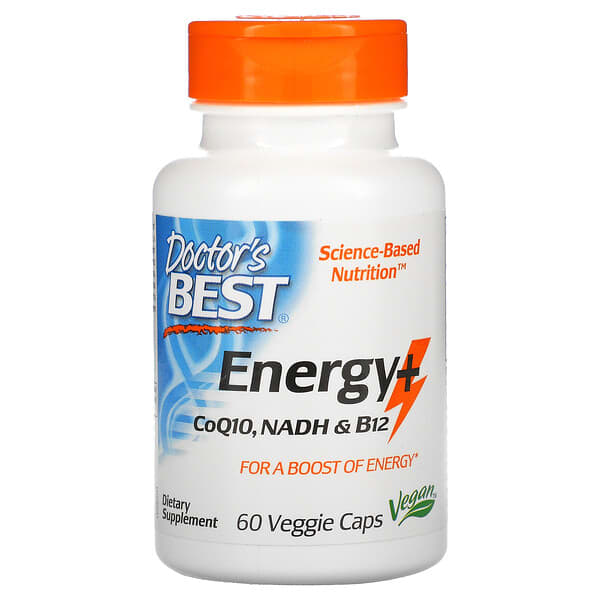 Doctor's
BEST®
Science-Based
Nutrition™
Energy+
CoQ10, NADH & B12
FOR A BOOST OF ENERGY*
Dietary
Supplement
60 Veggie Caps
Vegan